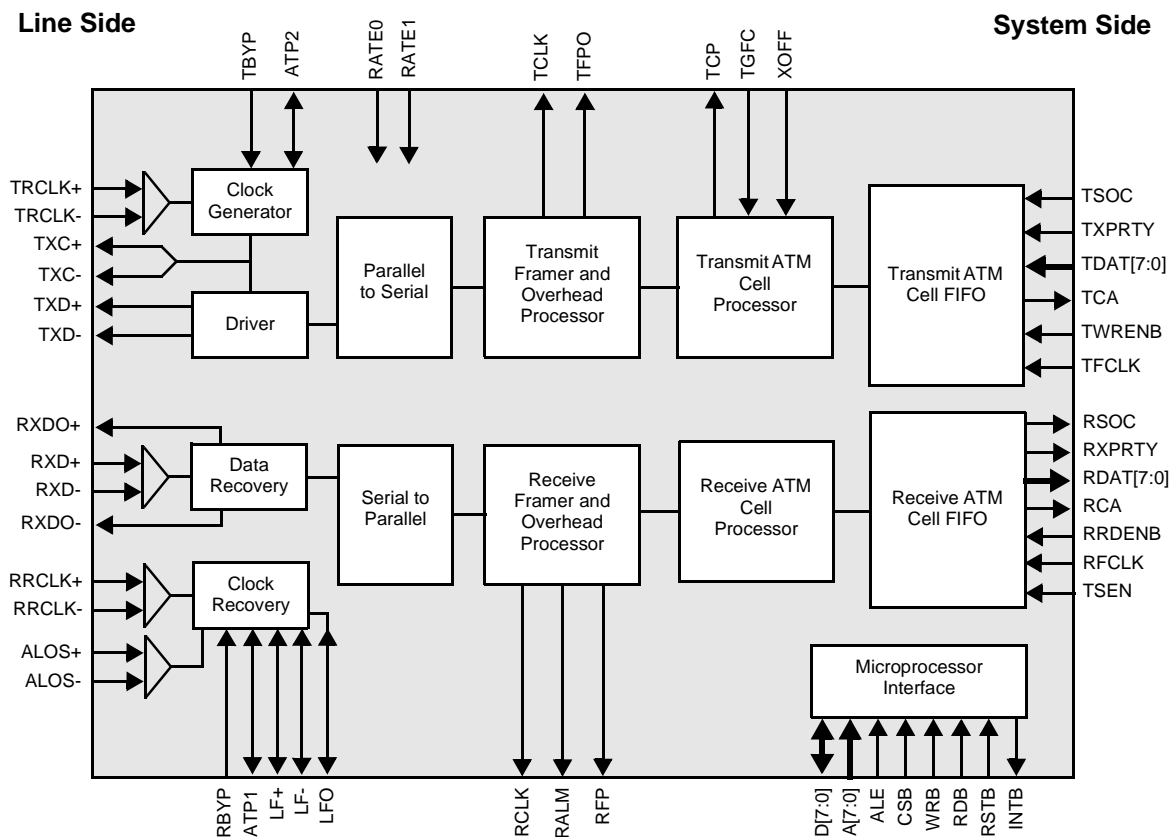 Line Side
System Side
TBYP
ATP2
RATE0
RATE1
TCLK
TFPO
TCP
TGFC
XOFF
TRCLK+
TRCLK-
TXC+
TXC-
TXD+
TXD-
Clock
Generator
Driver
Parallel
to Serial
Transmit
Framer and
Overhead
Processor
Transmit ATM
Cell
Processor
Transmit ATM
Cell FIFO
TSOC
TXPRTY
TDAT[7:0]
TCA
TWRENB
TFCLK
RXDO+
RXD+
RXD-
RXDO-
RRCLK+
RRCLK-
ALOS+
ALOS-
Data
Recovery
Clock
Recovery
Serial to
Parallel
Receive
Framer and
Overhead
Processor
Receive ATM
Cell
Processor
Receive ATM
Cell FIFO
RSOC
RXPRTY
RDAT[7:0]
RCA
RRDENB
RFCLK
TSEN
Microprocessor
Interface
RBYP
ATP1
LF+
LF-
LFO
RCLK
RALM
RFP
D[7:0]
A[7:0]
ALE
CSB
WRB
RDB
RSTB
INTB